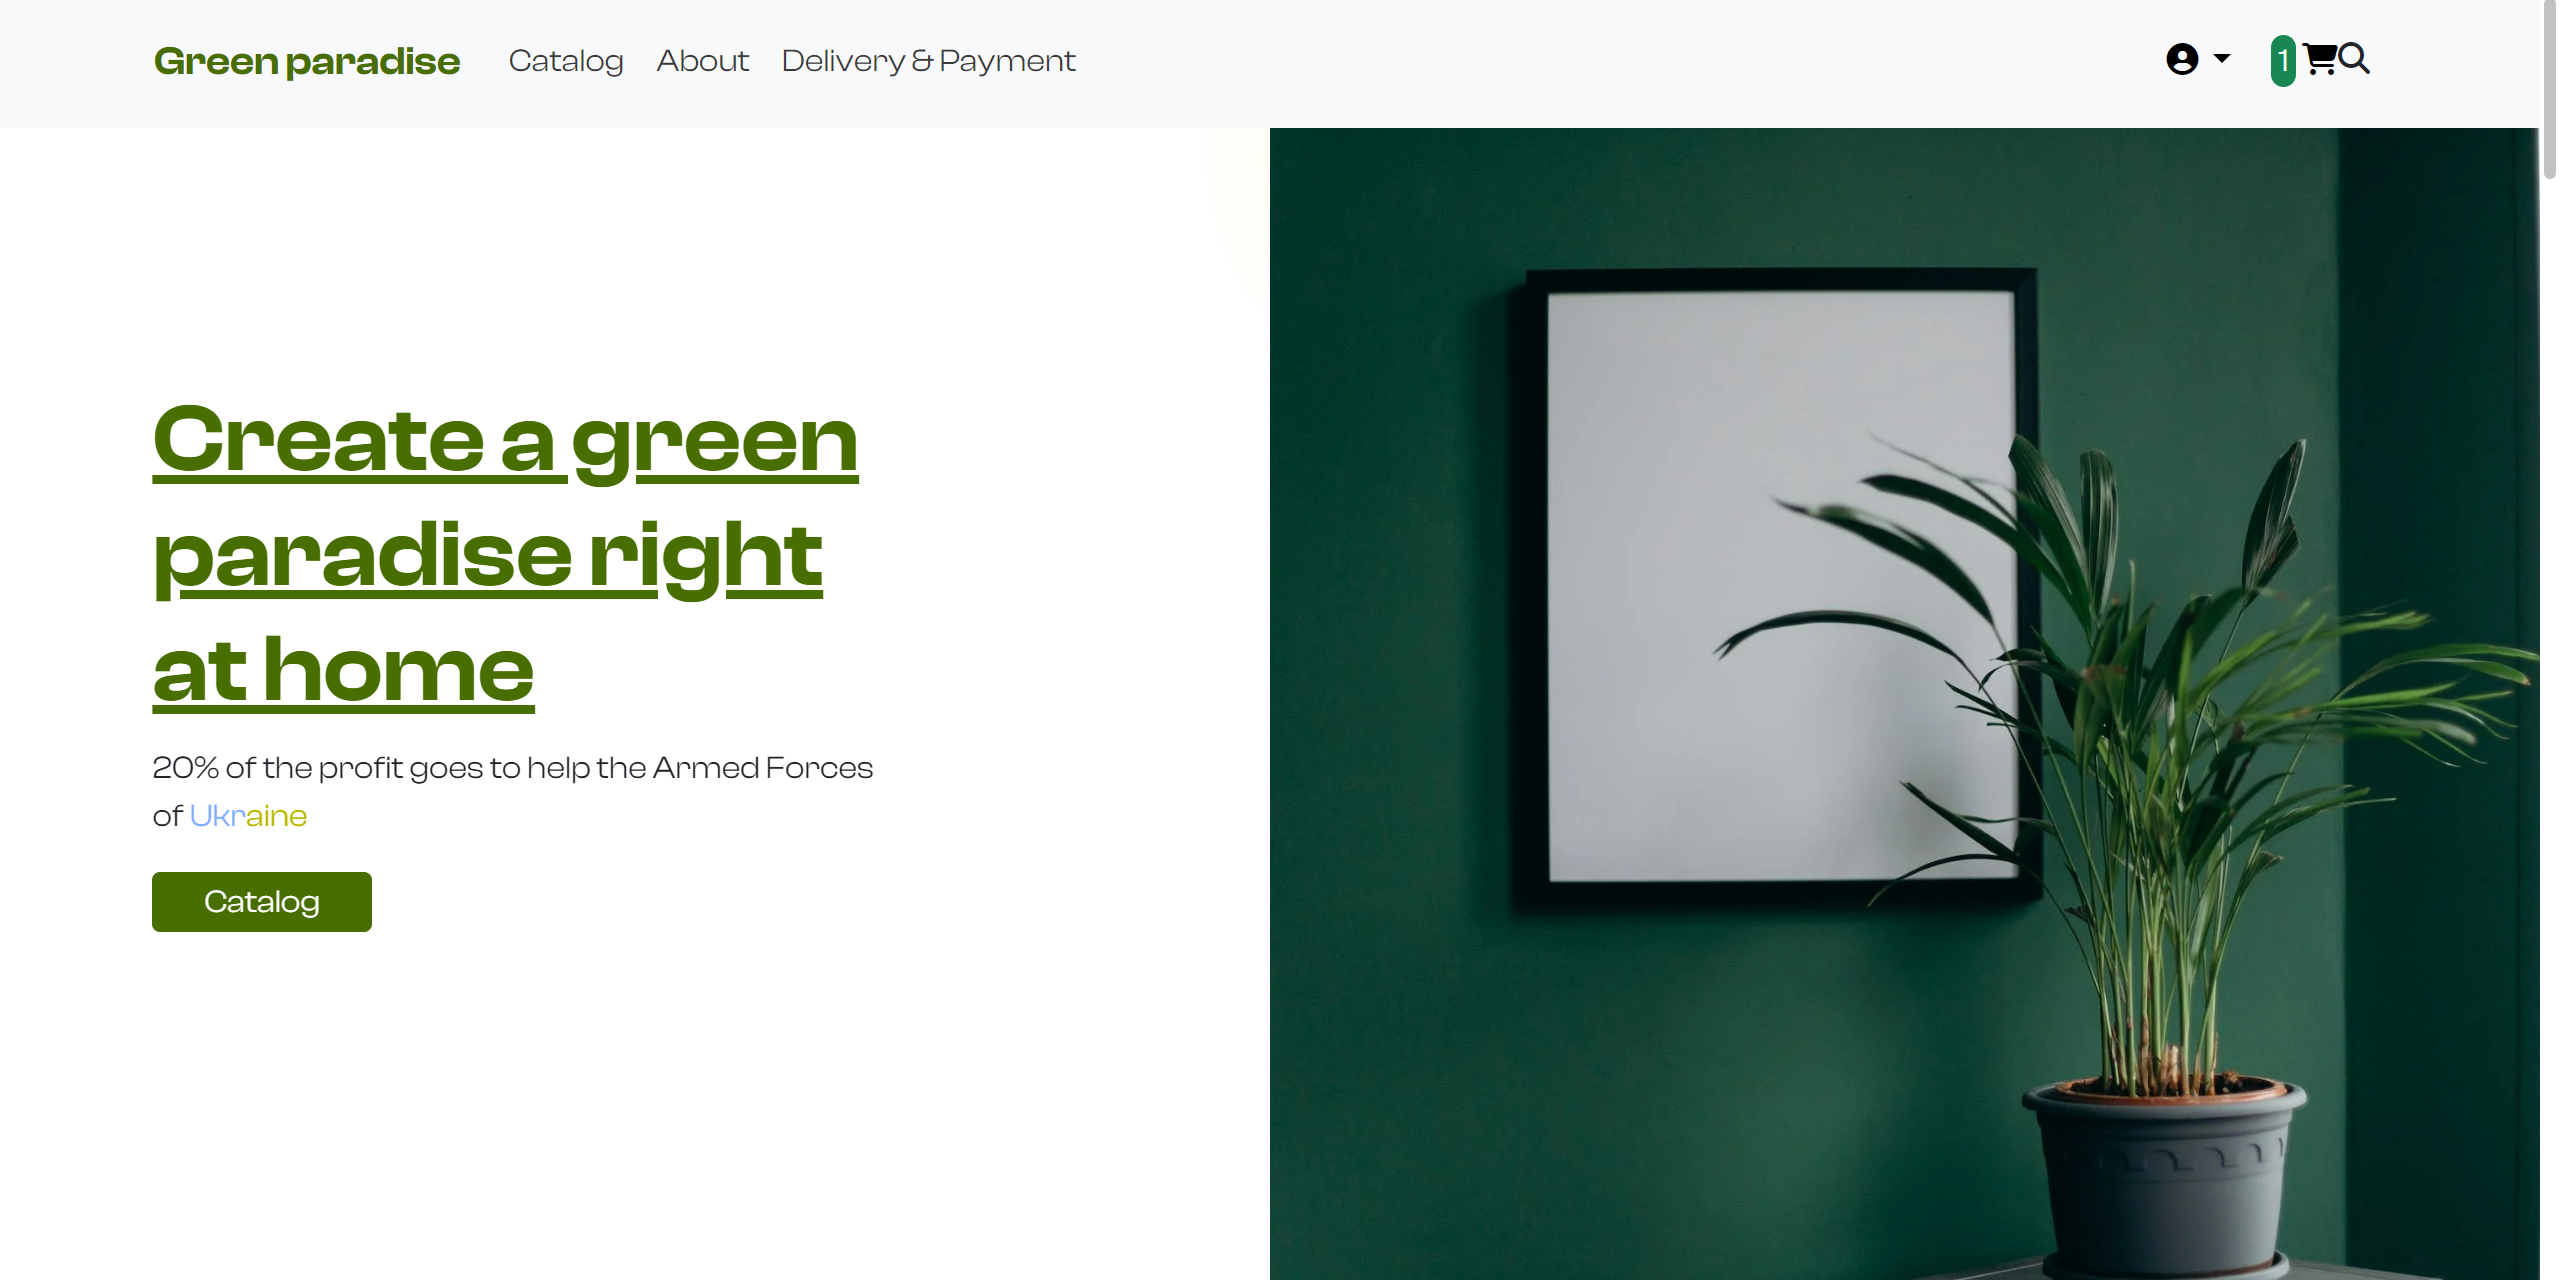 Green paradise Catalog About Delivery & Payment 1
Create a green
paradise right
at home
20% of the profit goes to help the Armed Forces
of Ukraine
Catalog